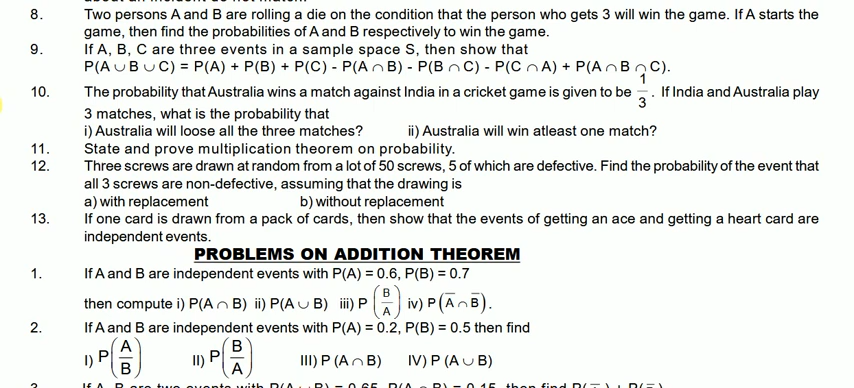 about an incident do not match.
8. Two persons A and B are rolling a die on the condition that the person who gets 3 will win the game. If A starts the
game, then find the probabilities of A and B respectively to win the game.
9. If A, B, C are three events in a sample space S, then show that
P(A ∪ B ∪ C) = P(A) + P(B) + P(C) - P(A ∩ B) - P(B ∩ C) - P(C ∩ A) + P(A ∩ B ∩ C).
10. The probability that Australia wins a match against India in a cricket game is given to be 1/3. If India and Australia play
3 matches, what is the probability that
i) Australia will loose all the three matches? ii) Australia will win atleast one match?
11. State and prove multiplication theorem on probability.
12. Three screws are drawn at random from a lot of 50 screws, 5 of which are defective. Find the probability of the event that
all 3 screws are non-defective, assuming that the drawing is
a) with replacement b) without replacement
13. If one card is drawn from a pack of cards, then show that the events of getting an ace and getting a heart card are
independent events.
PROBLEMS ON ADDITION THEOREM
1. If A and B are independent events with P(A) = 0.6, P(B) = 0.7
then compute i) P(A ∩ B) ii) P(A ∪ B) iii) P(B/A) iv) P(A̅ ∩ B̅).
2. If A and B are independent events with P(A) = 0.2, P(B) = 0.5 then find
I) P(A/B) II) P(B/A) III) P (A ∩ B) IV) P (A ∪ B)